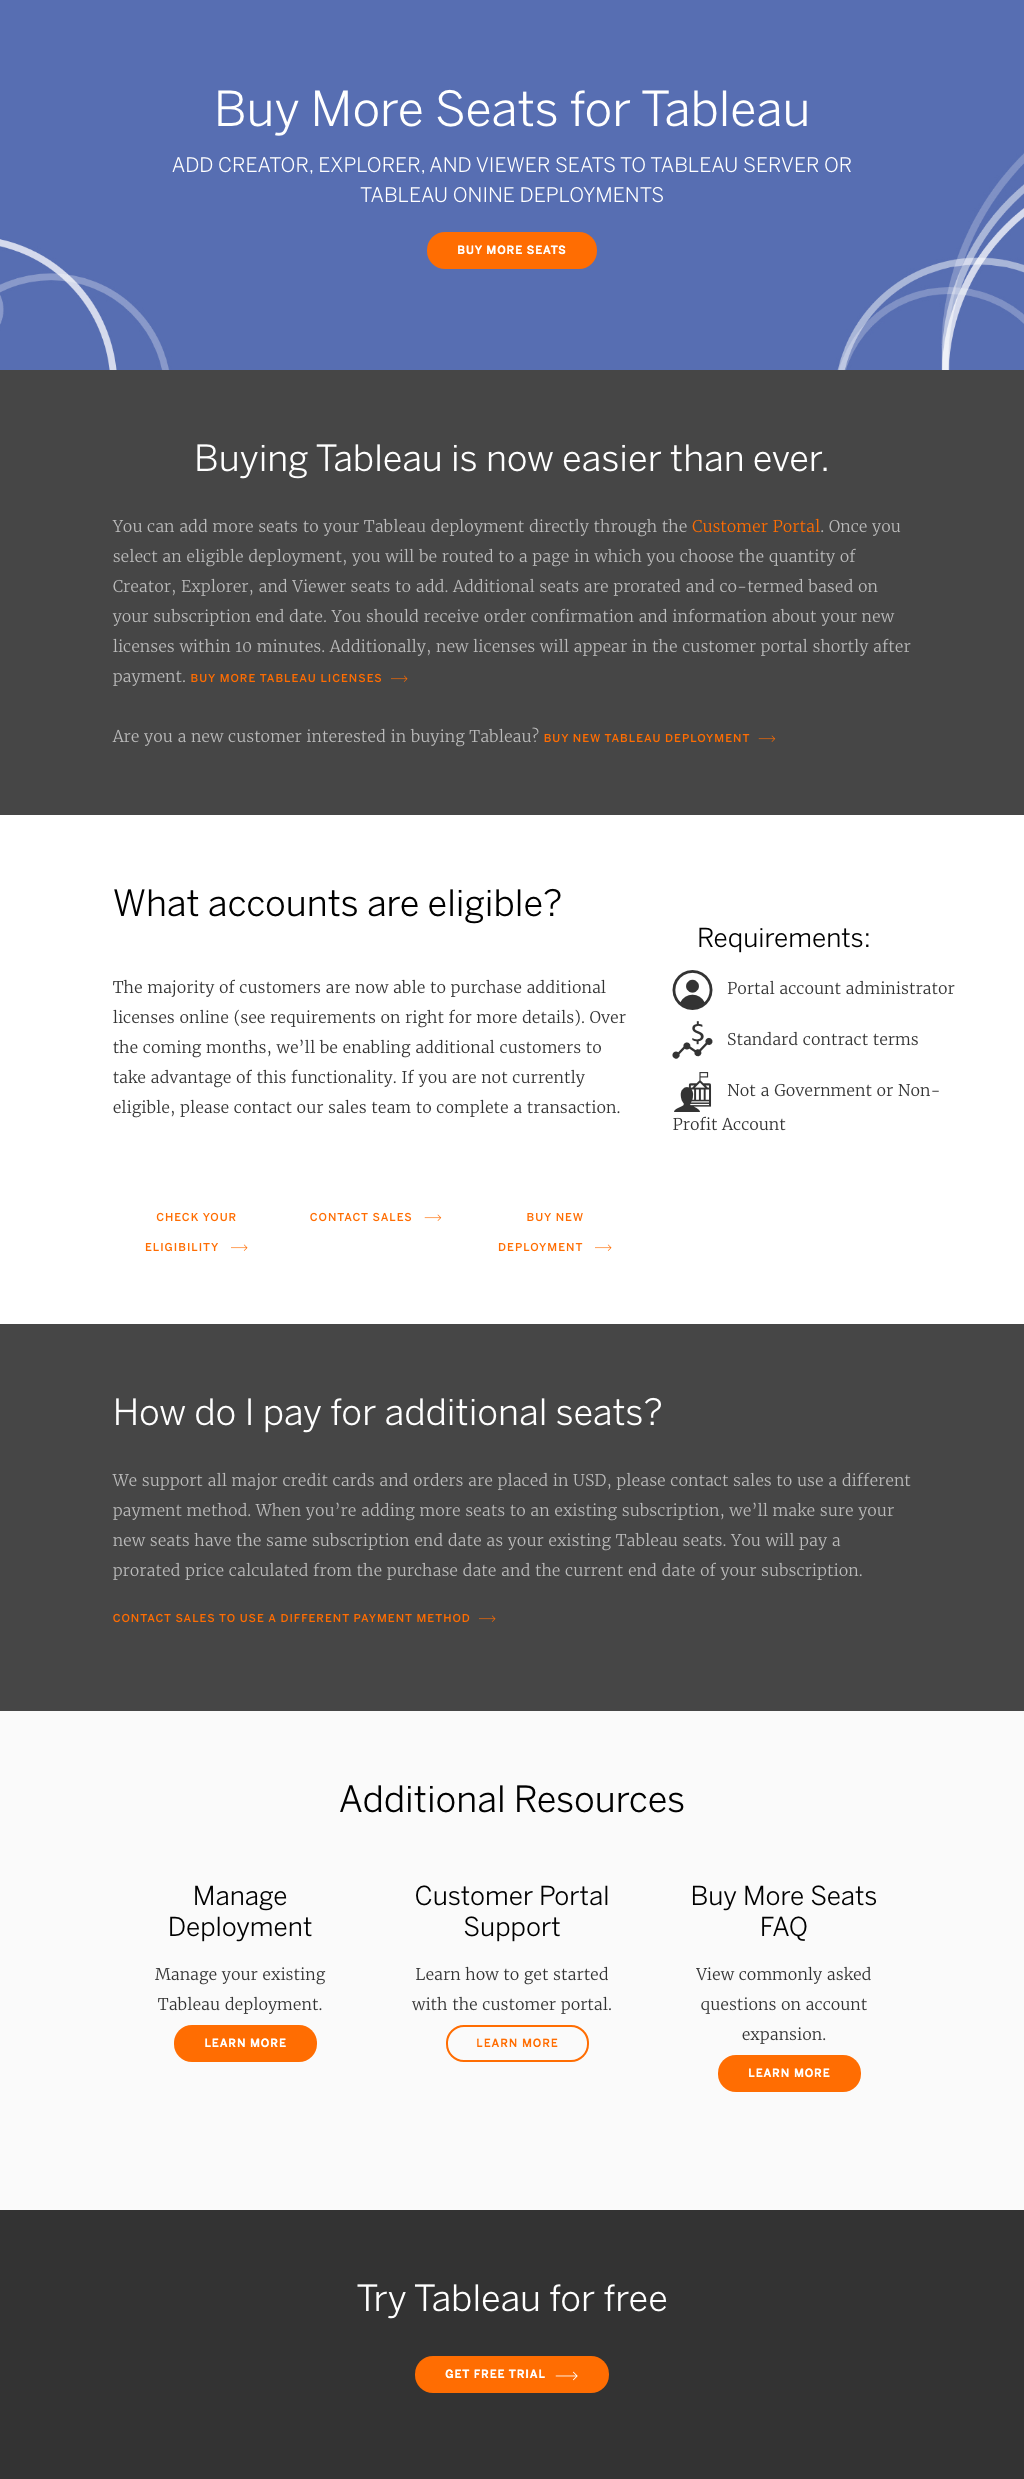 Buy More Seats for Tableau
ADD CREATOR, EXPLORER, AND VIEWER SEATS TO TABLEAU SERVER OR
TABLEAU ONINE DEPLOYMENTS
BUY MORE SEATS
Buying Tableau is now easier than ever.
You can add more seats to your Tableau deployment directly through the Customer Portal. Once you
select an eligible deployment, you will be routed to a page in which you choose the quantity of
Creator, Explorer, and Viewer seats to add. Additional seats are prorated and co-termed based on
your subscription end date. You should receive order confirmation and information about your new
licenses within 10 minutes. Additionally, new licenses will appear in the customer portal shortly after
payment. BUY MORE TABLEAU LICENSES
Are you a new customer interested in buying Tableau? BUY NEW TABLEAU DEPLOYMENT
What accounts are eligible?
The majority of customers are now able to purchase additional
licenses online (see requirements on right for more details). Over
the coming months, we’ll be enabling additional customers to
take advantage of this functionality. If you are not currently
eligible, please contact our sales team to complete a transaction.
Requirements:
Portal account administrator
Standard contract terms
Not a Government or Non-
Profit Account
CHECK YOUR
ELIGIBILITY
CONTACT SALES
BUY NEW
DEPLOYMENT
How do I pay for additional seats?
We support all major credit cards and orders are placed in USD, please contact sales to use a different
payment method. When you’re adding more seats to an existing subscription, we’ll make sure your
new seats have the same subscription end date as your existing Tableau seats. You will pay a
prorated price calculated from the purchase date and the current end date of your subscription.
CONTACT SALES TO USE A DIFFERENT PAYMENT METHOD
Additional Resources
Manage
Deployment
Manage your existing
Tableau deployment.
LEARN MORE
Customer Portal
Support
Learn how to get started
with the customer portal.
LEARN MORE
Buy More Seats
FAQ
View commonly asked
questions on account
expansion.
LEARN MORE
Try Tableau for free
GET FREE TRIAL